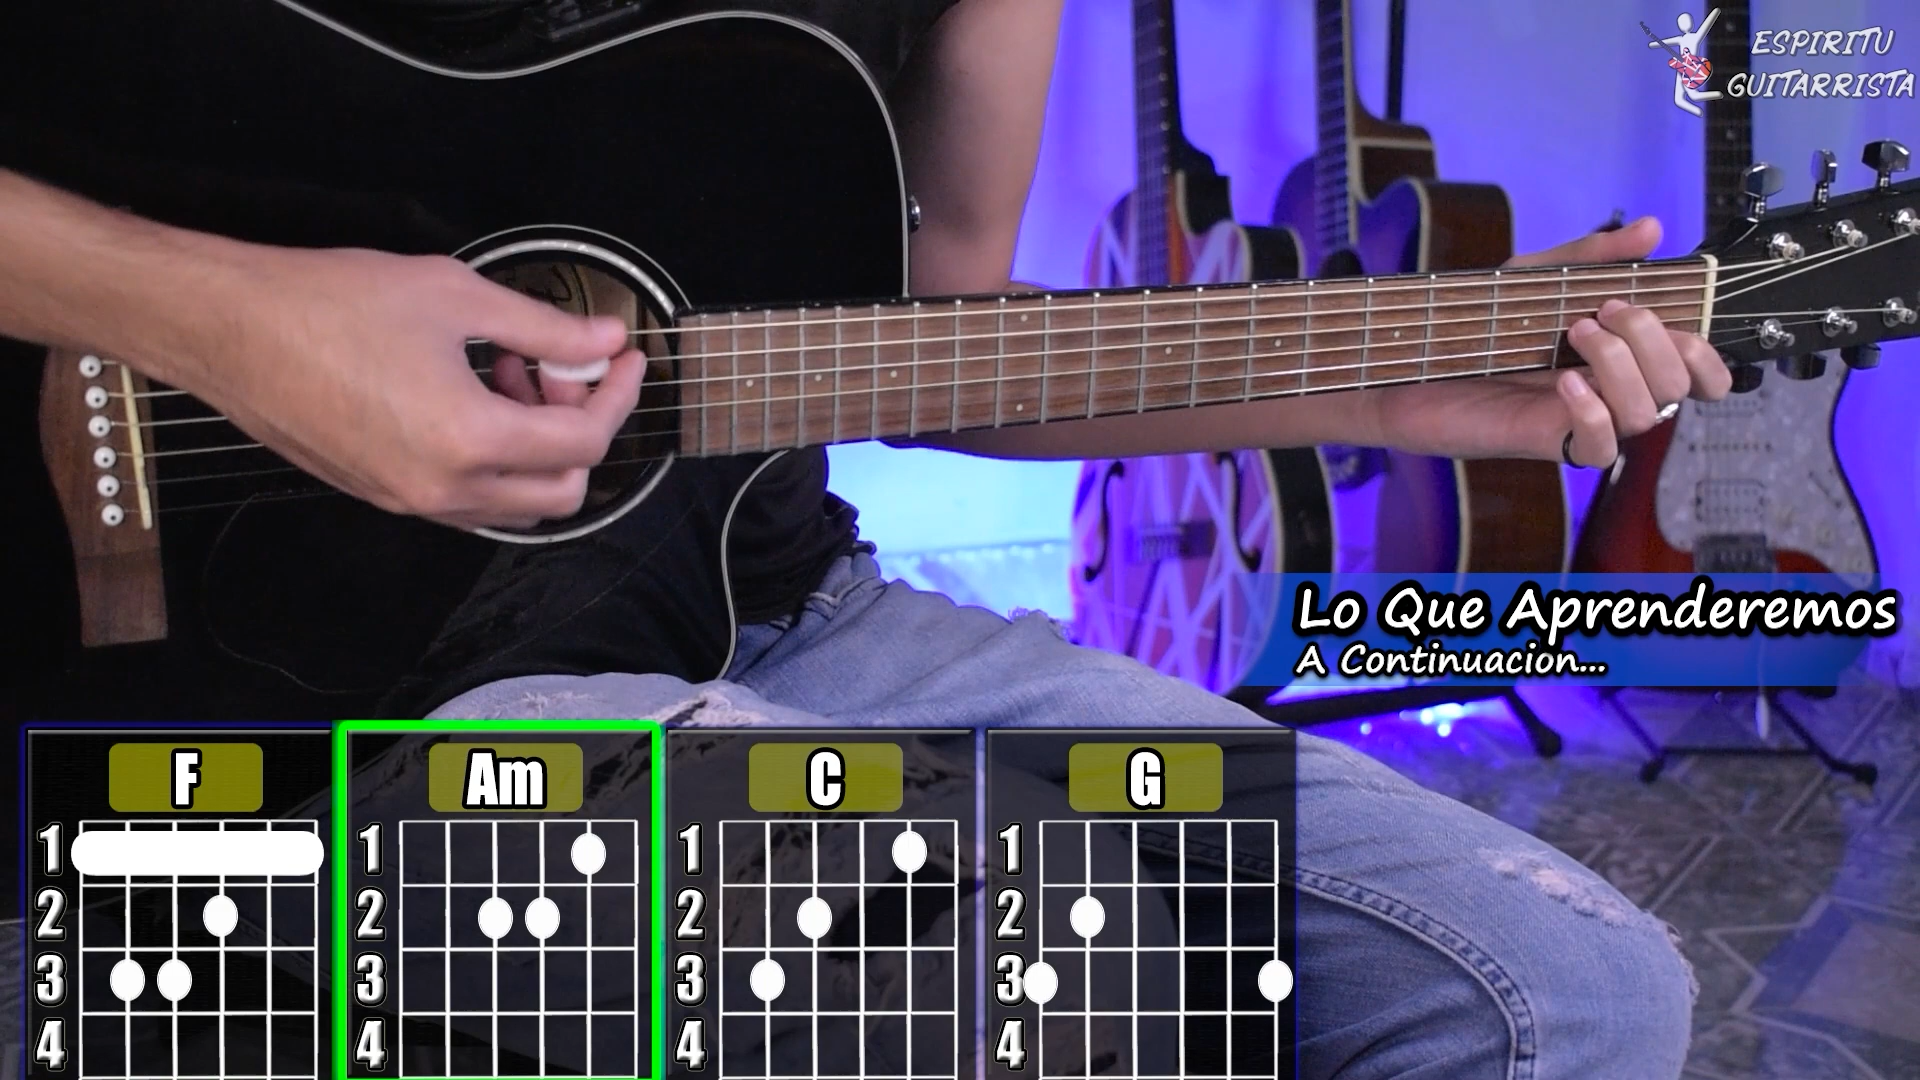 ESPIRITU
GUITARRISTA
Lo Que Aprenderemos
A Continuacion...
F
Am
C
G
1
1
1
1
2
2
2
2
3
3
3
3
4
4
4
4